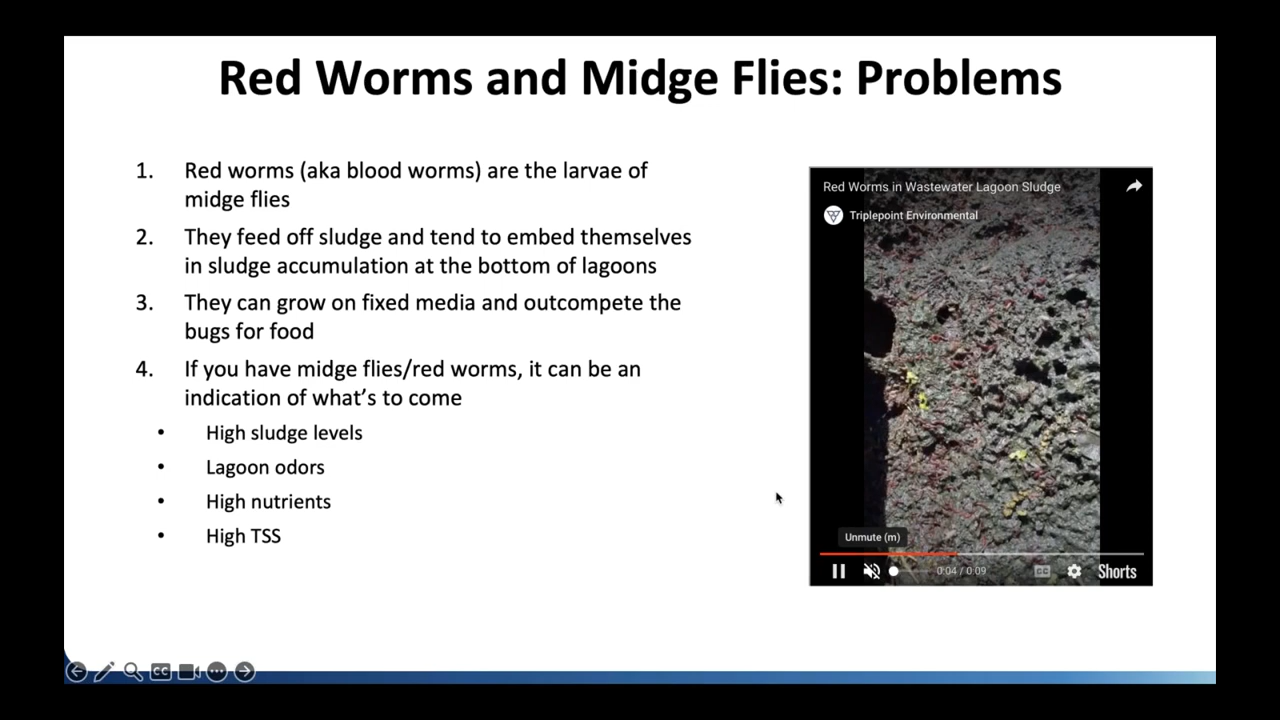 Red Worms and Midge Flies: Problems
1. Red worms (aka blood worms) are the larvae of
midge flies
2. They feed off sludge and tend to embed themselves
in sludge accumulation at the bottom of lagoons
3. They can grow on fixed media and outcompete the
bugs for food
4. If you have midge flies/red worms, it can be an
indication of what’s to come
• High sludge levels
• Lagoon odors
• High nutrients
• High TSS
Red Worms in Wastewater Lagoon Sludge
Triplepoint Environmental
Unmute (m)
0:04 / 0:09
CC
Shorts
CC